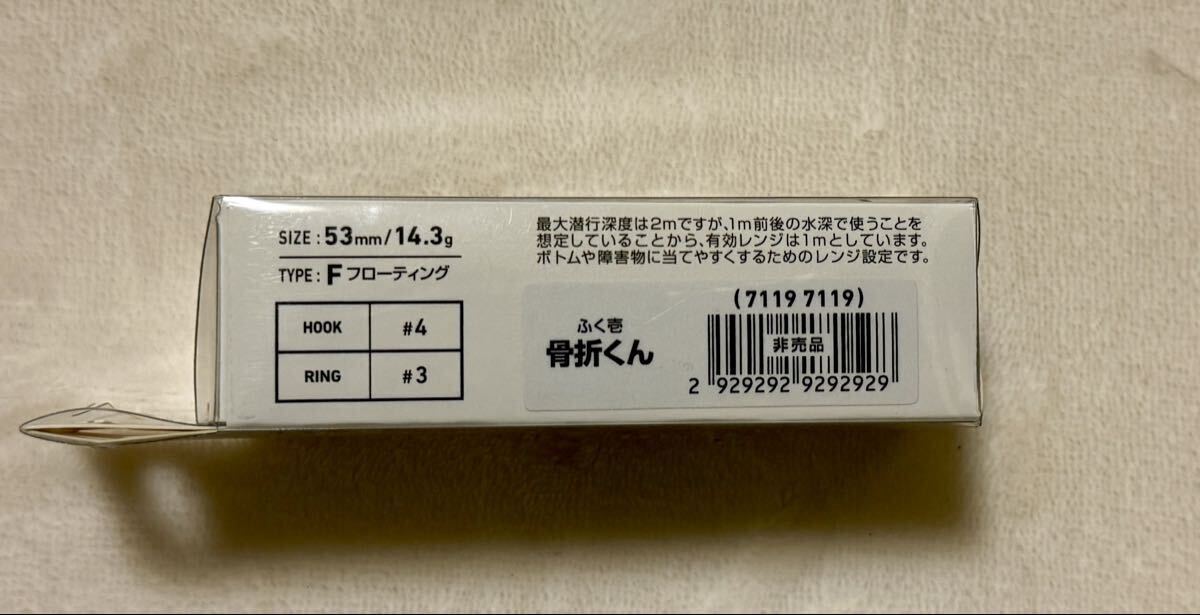 SIZE : 53mm/14.3g
TYPE : F フローティング
HOOK #4
RING #3
最大潜行深度は2mですが、1m前後の水深で使うことを
想定していることから、有効レンジは1mとしています。
ボトムや障害物に当てやすくするためのレンジ設定です。
ふく壱
骨折くん
(7119 7119)
非売品
2 929292 9292929